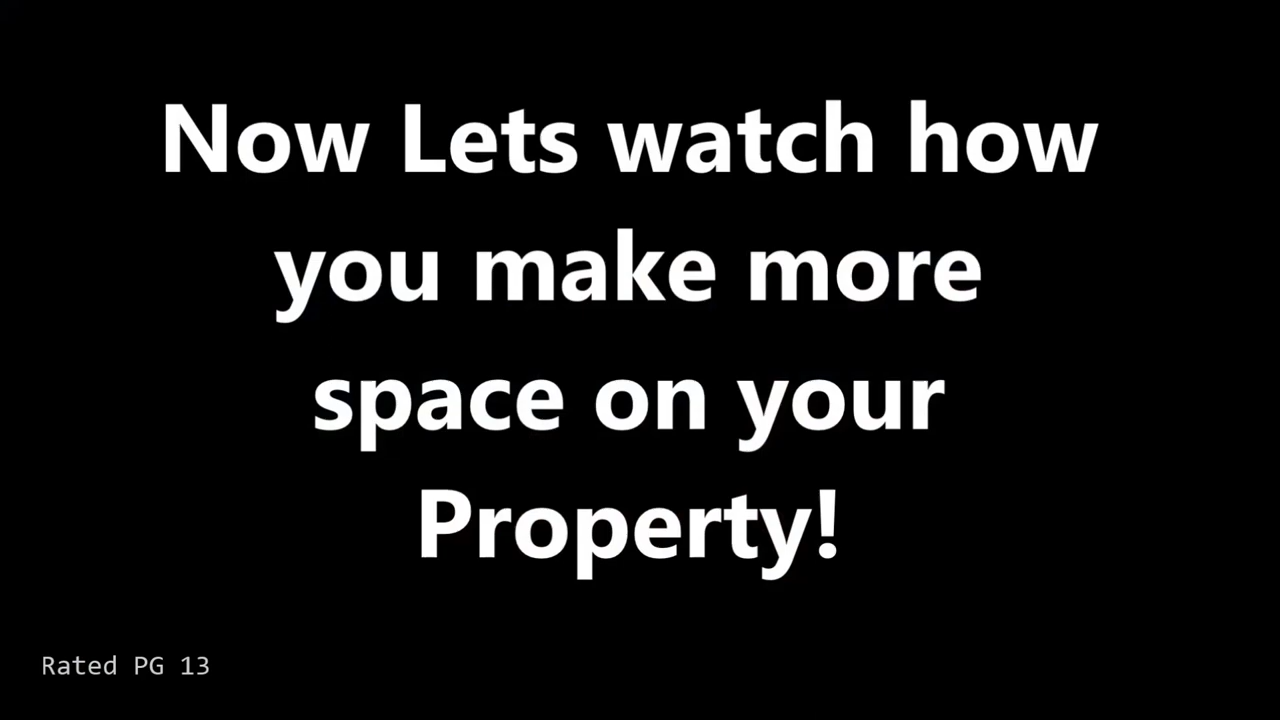 Now Lets watch how
you make more
space on your
Property!
Rated PG 13